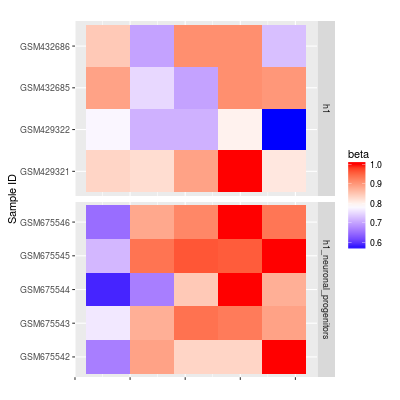 Sample ID
GSM432686
GSM432685
GSM429322
GSM429321
h1
GSM675546
GSM675545
GSM675544
GSM675543
GSM675542
h1_neuronal_progenitors
beta
1.0
0.9
0.8
0.7
0.6